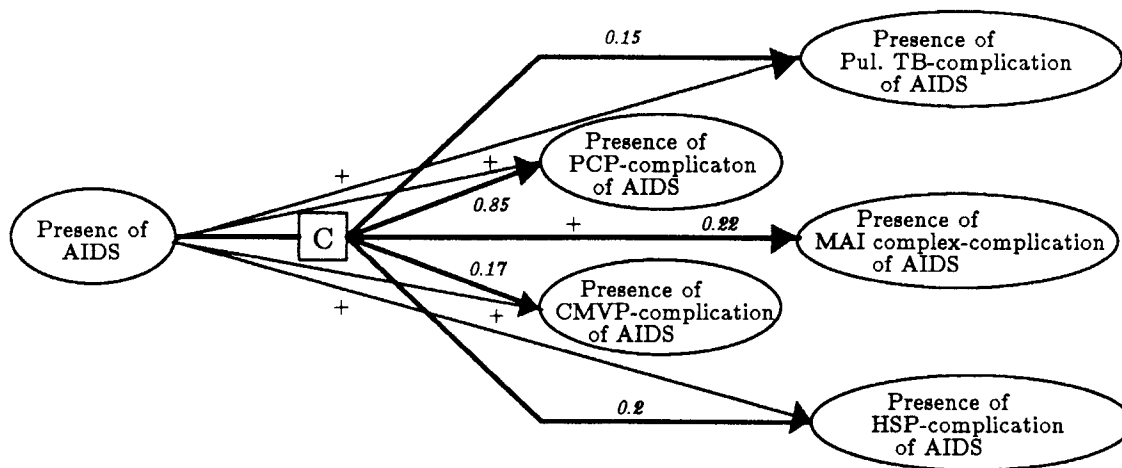 0.15
Presence of
Pul. TB-complication
of AIDS
+
+
Presence of
PCP-complicaton
of AIDS
0.85
Presenc of
AIDS
C
+
0.22
Presence of
MAI complex-complication
of AIDS
0.17
+
+
Presence of
CMVP-complication
of AIDS
0.2
Presence of
HSP-complication
of AIDS